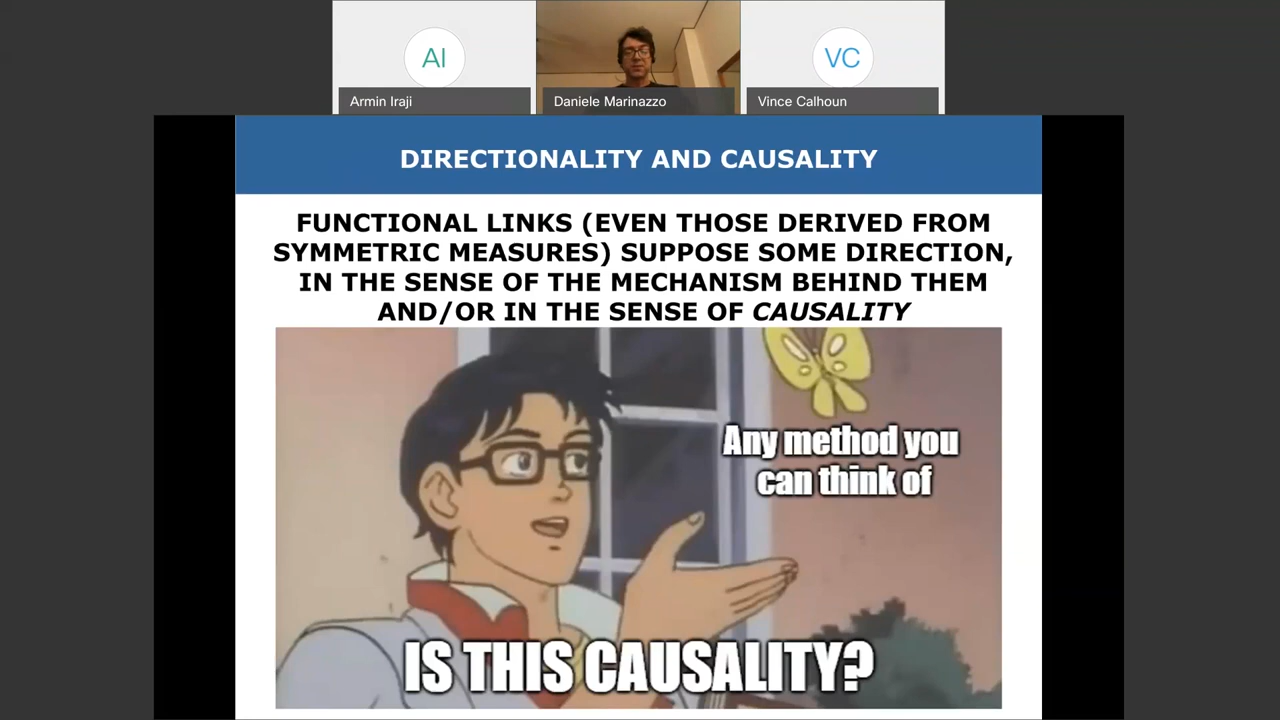 AI
VC
Armin Iraji
Daniele Marinazzo
Vince Calhoun
DIRECTIONALITY AND CAUSALITY
FUNCTIONAL LINKS (EVEN THOSE DERIVED FROM
SYMMETRIC MEASURES) SUPPOSE SOME DIRECTION,
IN THE SENSE OF THE MECHANISM BEHIND THEM
AND/OR IN THE SENSE OF CAUSALITY
Any method you
can think of
IS THIS CAUSALITY?